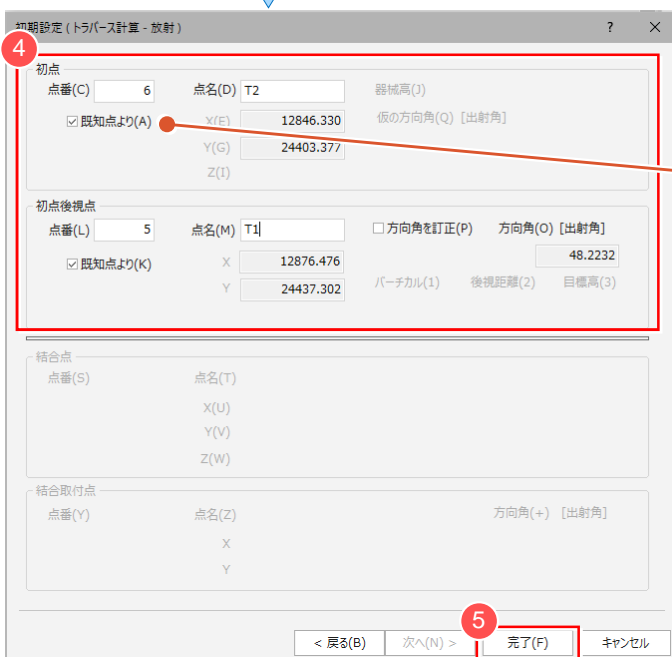 初期設定 ( トラバース計算 - 放射 ) ? ×
4
初点
点番(C) 6 点名(D) T2 器械高(J)
既知点より(A) X(E) 12846.330 仮の方向角(Q) [出射角]
Y(G) 24403.377
Z(I)
初点後視点
点番(L) 5 点名(M) T1 方向角を訂正(P) 方向角(O) [出射角]
既知点より(K) X 12876.476 48.2232
Y 24437.302 バーチカル(1) 後視距離(2) 目標高(3)
結合点
点番(S) 点名(T)
X(U)
Y(V)
Z(W)
結合取付点
点番(Y) 点名(Z) 方向角(+) [出射角]
X
Y
5
< 戻る(B) 次へ(N) > 完了(F) キャンセル